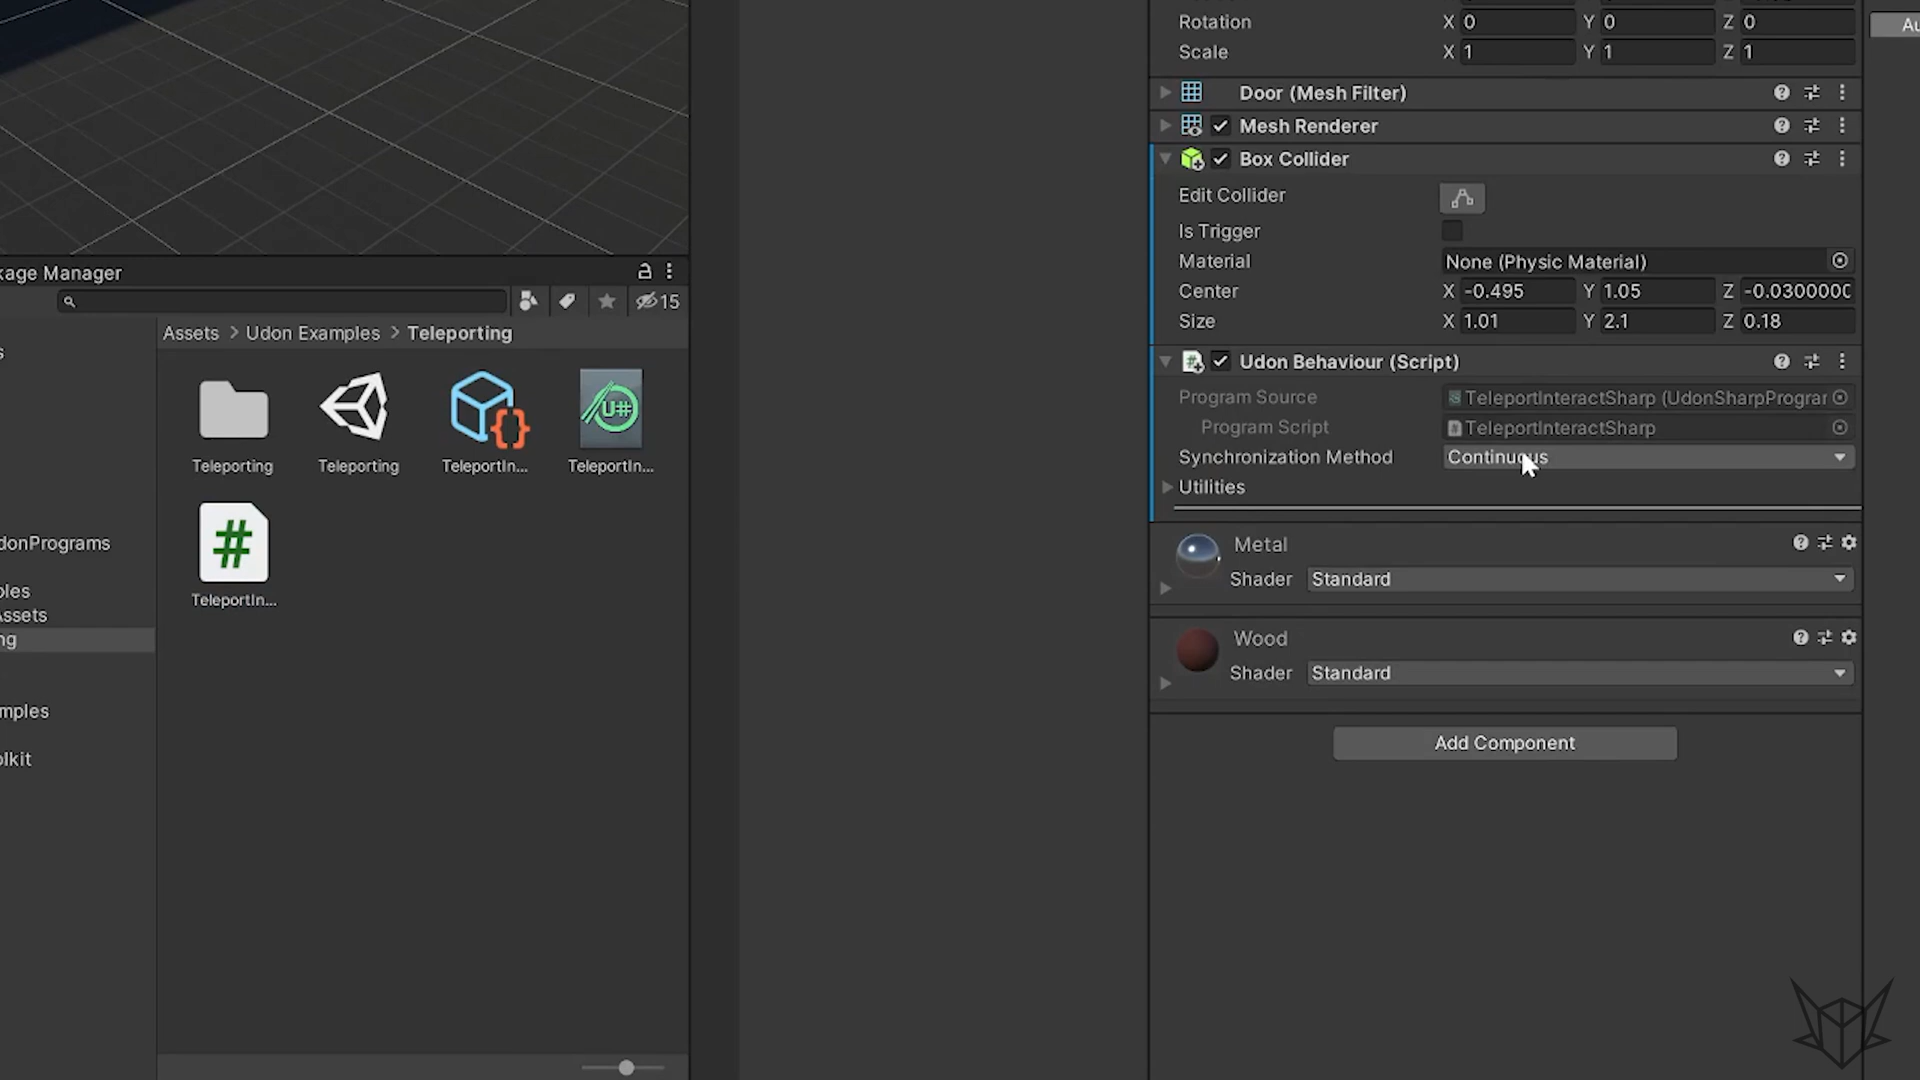 Rotation X 0 Y 0 Z 0
Scale X 1 Y 1 Z 1
Au
Door (Mesh Filter)
Mesh Renderer
Box Collider
Edit Collider
Is Trigger
Material None (Physic Material)
Center X -0.495 Y 1.05 Z -0.0300000
Size X 1.01 Y 2.1 Z 0.18
Udon Behaviour (Script)
Program Source TeleportInteractSharp (UdonSharpPrograr
Program Script TeleportInteractSharp
Synchronization Method Continuous
Utilities
Metal
Shader Standard
Wood
Shader Standard
Add Component
kage Manager
15
Assets > Udon Examples > Teleporting
Teleporting Teleporting TeleportIn... TeleportIn...
U#
{}
#
TeleportIn...
s
donPrograms
ples
Assets
ng
mples
olkit